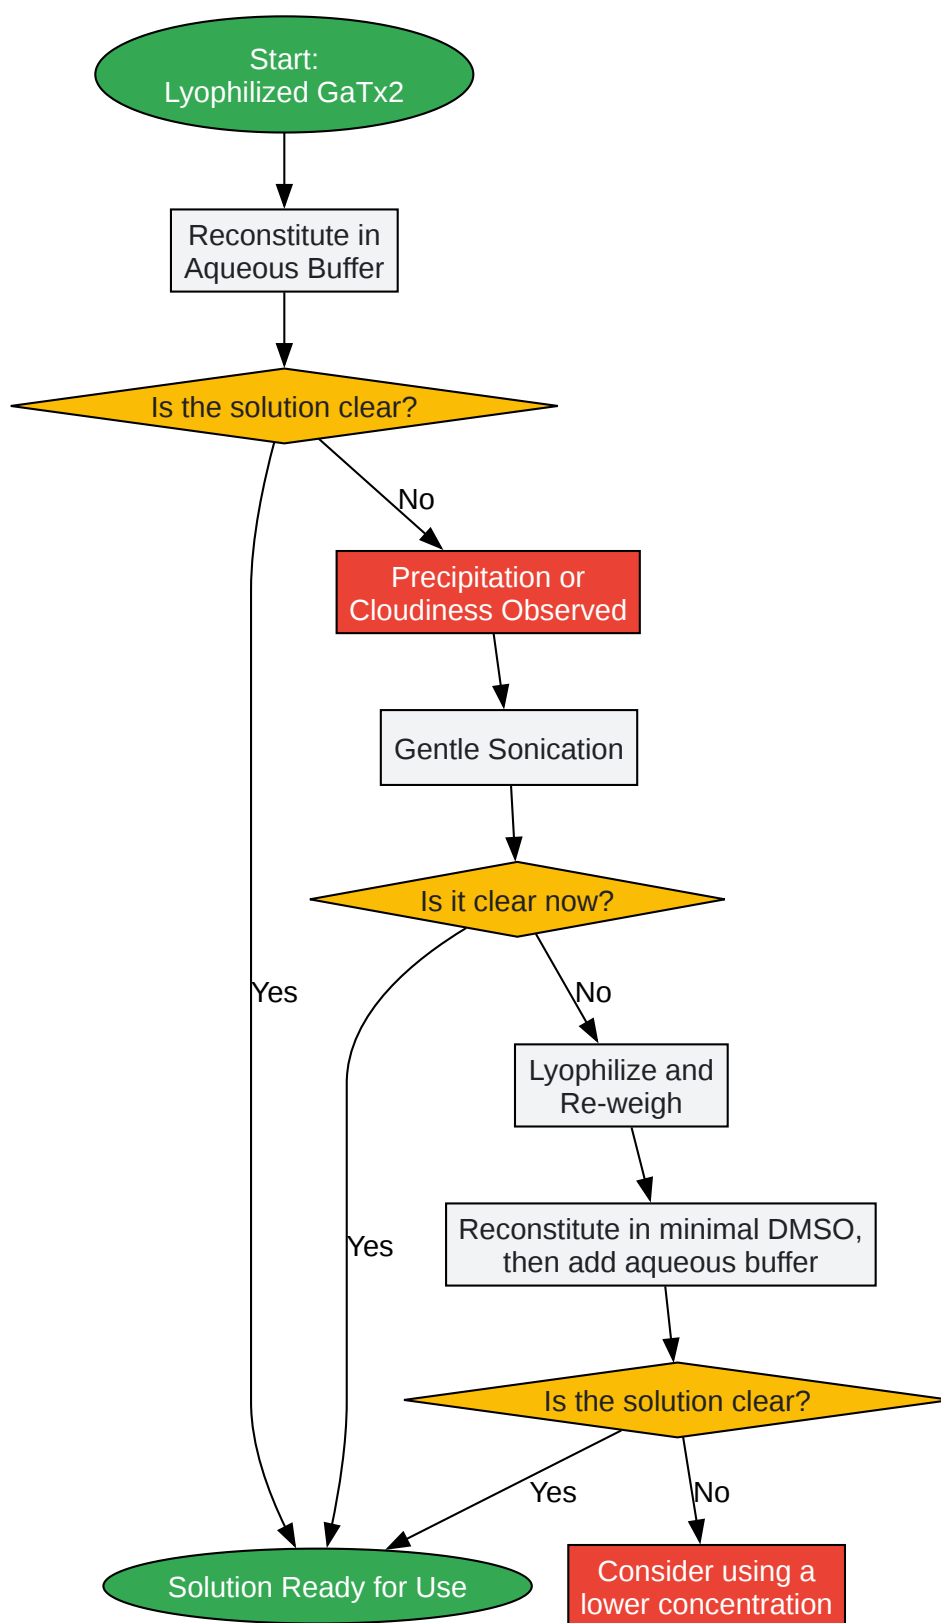 Start:
Lyophilized GaTx2
Reconstitute in
Aqueous Buffer
Is the solution clear?
No
Precipitation or
Cloudiness Observed
Gentle Sonication
Is it clear now?
Yes
No
Lyophilize and
Re-weigh
Yes
Reconstitute in minimal DMSO,
then add aqueous buffer
Is the solution clear?
Yes
No
Solution Ready for Use
Consider using a
lower concentration